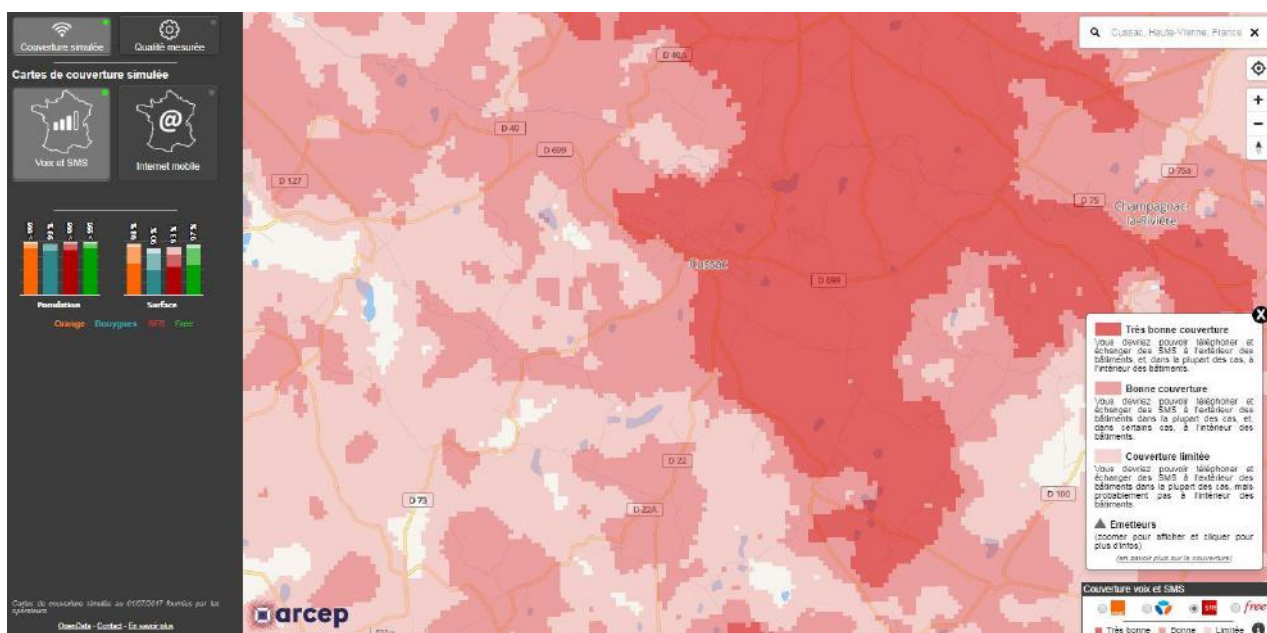 Couverture simulée
Qualité mesurée
Cartes de couverture simulée
Voix et SMS
@
Internet mobile
99 %
98 %
90 %
93 %
97 %
Population
Surface
Orange Bouygues SFR Free
Cartes de couverture simulée au 01/07/2017 fournies par les
opérateurs
OpenData - Contact - En savoir plus
Cussac, Haute-Vienne, France X
+
−
D 40A
D 40
D 699
D 127
D 75a
D 75
Champagnac-
la-Rivière
Cussac
D 699
D 22
D 73
D 22A
D 100
arcep
X
Très bonne couverture
Vous devriez pouvoir téléphoner et
échanger des SMS à l'extérieur des
bâtiments, et, dans la plupart des cas, à
l'intérieur des bâtiments.
Bonne couverture
Vous devriez pouvoir téléphoner et
échanger des SMS à l'extérieur des
bâtiments dans la plupart des cas, et,
dans certains cas, à l'intérieur des
bâtiments.
Couverture limitée
Vous devriez pouvoir téléphoner et
échanger des SMS à l'extérieur des
bâtiments dans la plupart des cas, mais
probablement pas à l'intérieur des
bâtiments.
Emetteurs
(zoomer pour afficher et cliquer pour
plus d'infos)
(en savoir plus sur la couverture)
Couverture voix et SMS
SFR free
Très bonne Bonne Limitée i